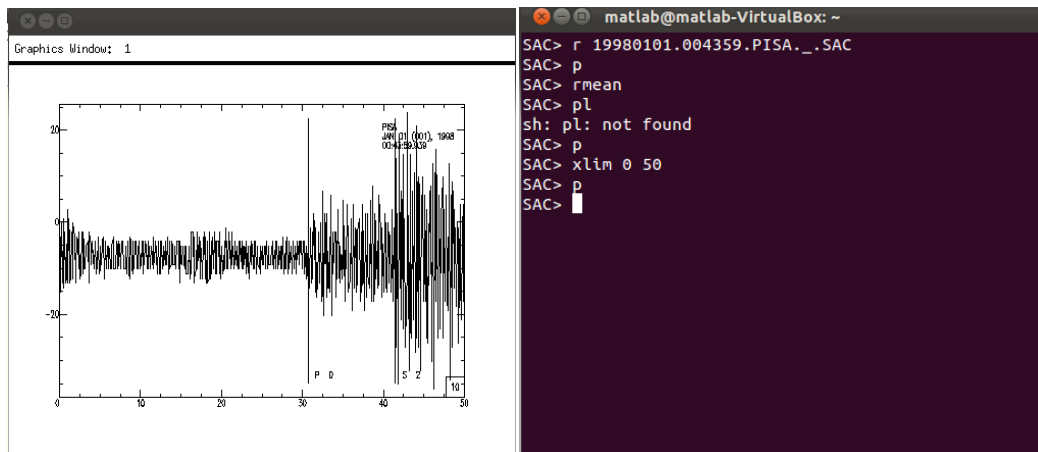 Graphics Window: 1
20
0
-20
0
10
20
30
40
50
PISA
JAN 01 (001), 1998
P 0
S 2
10
matlab@matlab-VirtualBox: ~
SAC> r 19980101.004359.PISA._.SAC
SAC> p
SAC> rmean
SAC> pl
sh: pl: not found
SAC> p
SAC> xlim 0 50
SAC> p
SAC>